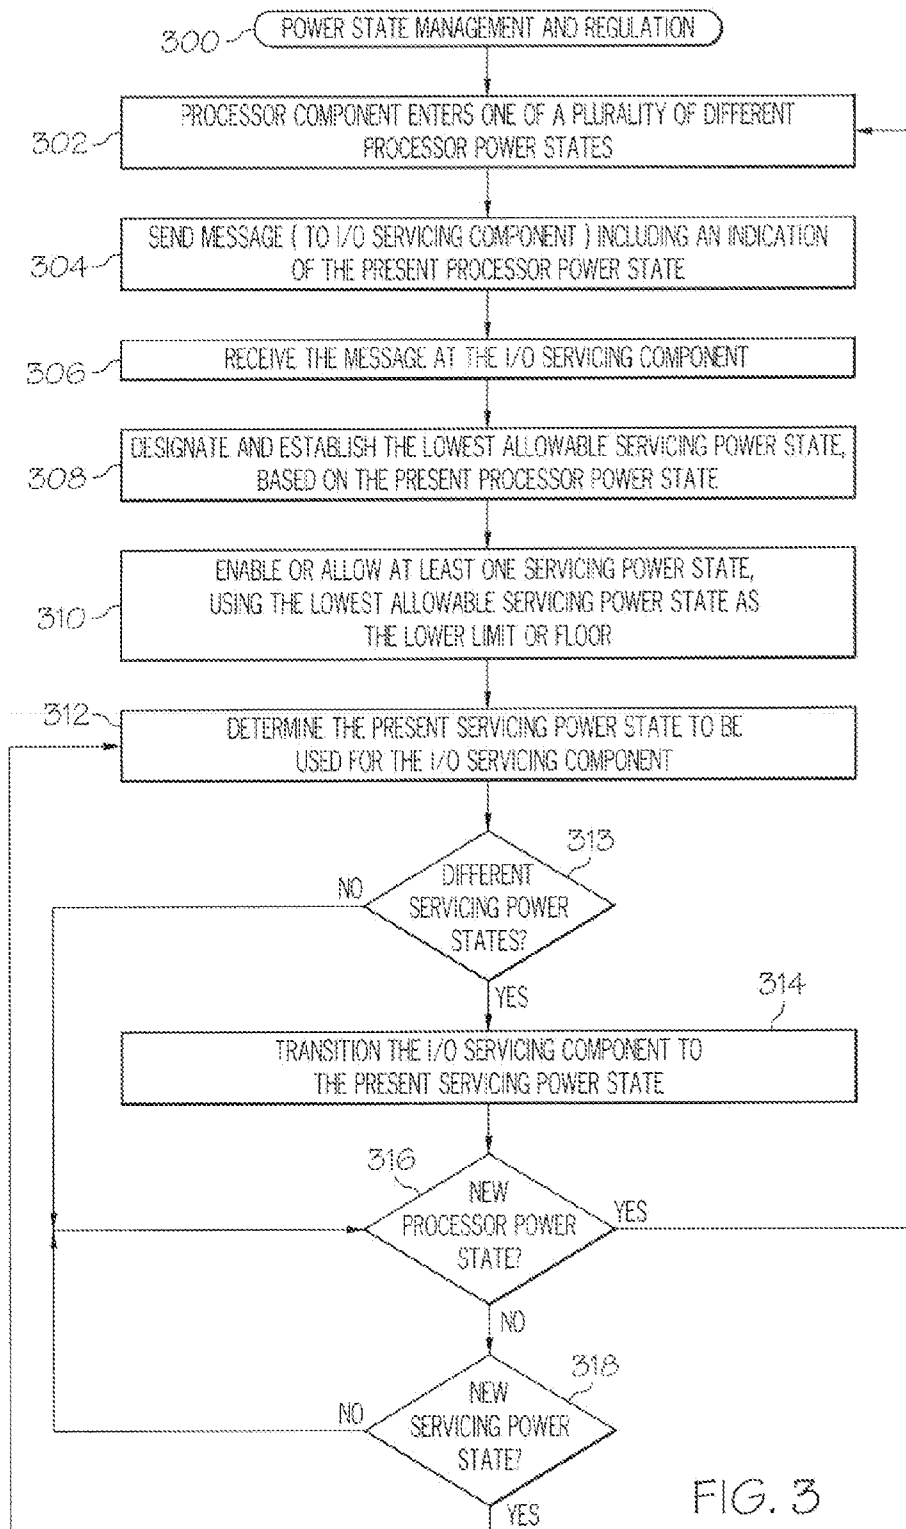 300
POWER STATE MANAGEMENT AND REGULATION
302
PROCESSOR COMPONENT ENTERS ONE OF A PLURALITY OF DIFFERENT
PROCESSOR POWER STATES
304
SEND MESSAGE ( TO I/O SERVICING COMPONENT ) INCLUDING AN INDICATION
OF THE PRESENT PROCESSOR POWER STATE
306
RECEIVE THE MESSAGE AT THE I/O SERVICING COMPONENT
308
DESIGNATE AND ESTABLISH THE LOWEST ALLOWABLE SERVICING POWER STATE,
BASED ON THE PRESENT PROCESSOR POWER STATE
310
ENABLE OR ALLOW AT LEAST ONE SERVICING POWER STATE,
USING THE LOWEST ALLOWABLE SERVICING POWER STATE AS
THE LOWER LIMIT OR FLOOR
312
DETERMINE THE PRESENT SERVICING POWER STATE TO BE
USED FOR THE I/O SERVICING COMPONENT
313
DIFFERENT
SERVICING POWER
STATES?
NO
YES
314
TRANSITION THE I/O SERVICING COMPONENT TO
THE PRESENT SERVICING POWER STATE
316
NEW
PROCESSOR POWER
STATE?
YES
NO
318
NEW
SERVICING POWER
STATE?
NO
YES
FIG. 3